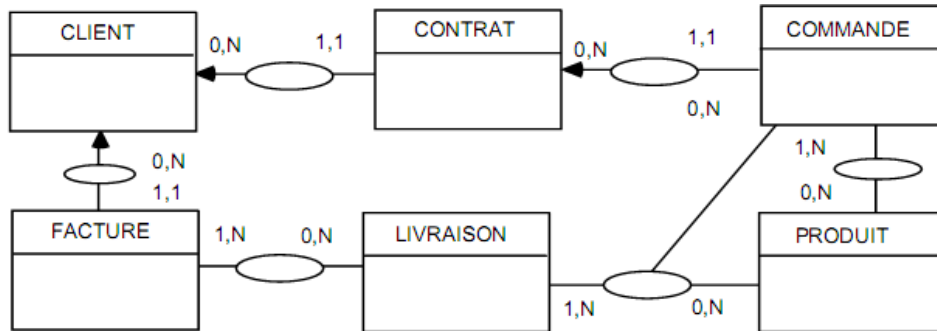 CLIENT
0,N
1,1
CONTRAT
0,N
1,1
COMMANDE
0,N
0,N
1,1
1,N
0,N
FACTURE
1,N
0,N
LIVRAISON
1,N
0,N
PRODUIT